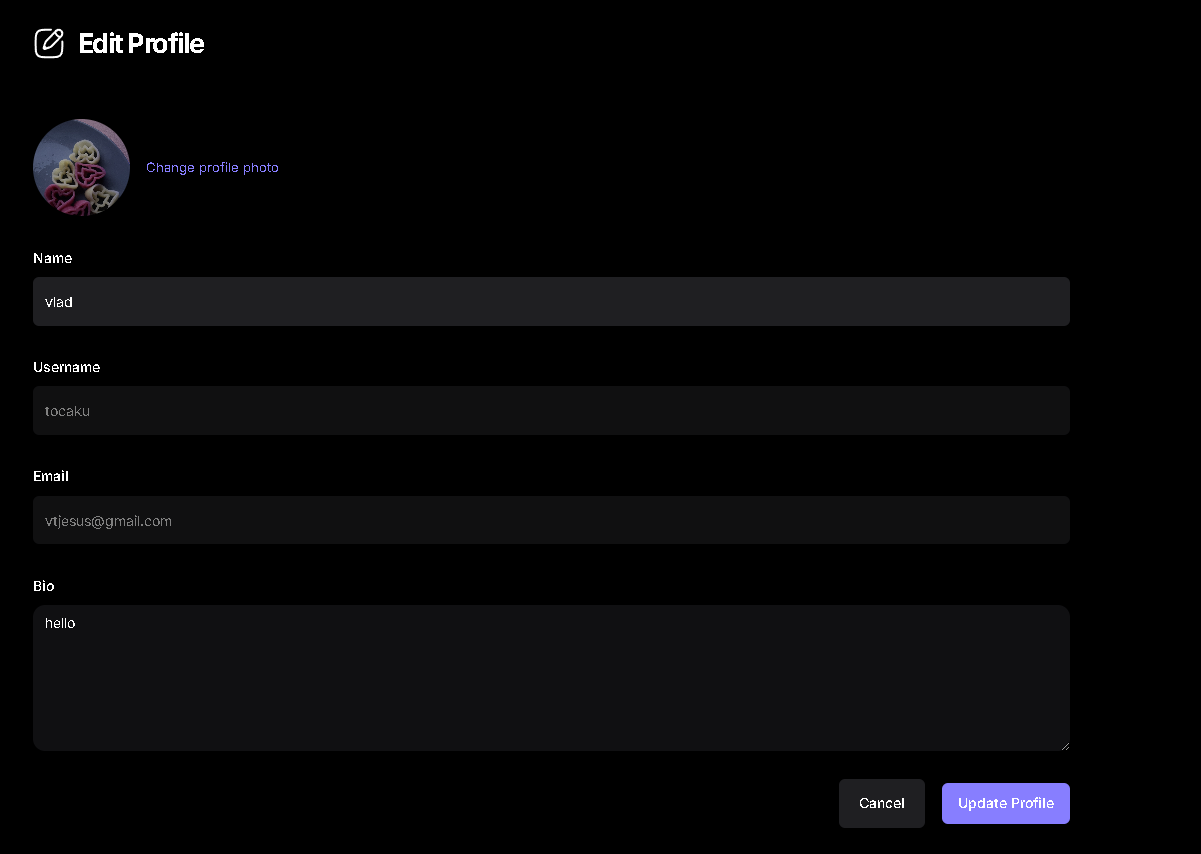 Edit Profile
Change profile photo
Name
vlad
Username
tocaku
Email
vtjesus@gmail.com
Bio
hello
Cancel
Update Profile